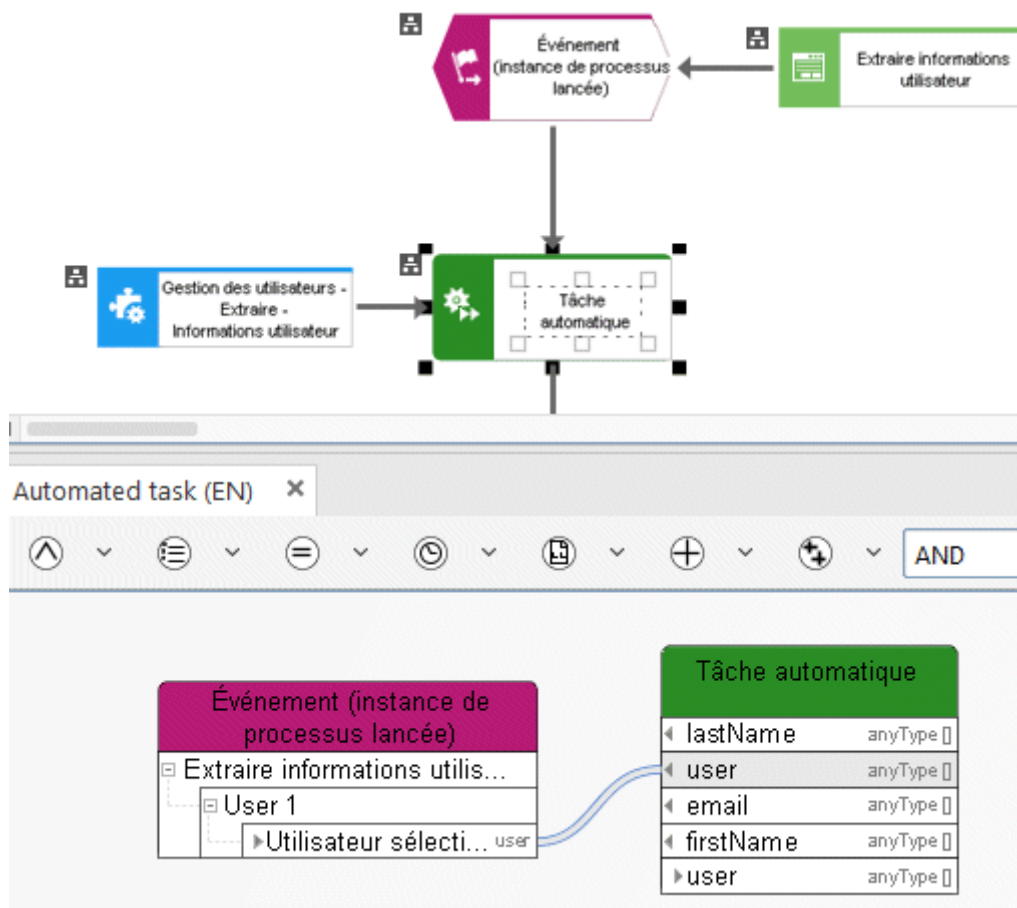 Événement
(instance de processus
lancée)
Extraire informations
utilisateur
Gestion des utilisateurs -
Extraire -
Informations utilisateur
Tâche
automatique
Automated task (EN)
AND
Événement (instance de
processus lancée)
Extraire informations utilis...
User 1
Utilisateur sélecti... user
Tâche automatique
lastName anyType []
user anyType []
email anyType []
firstName anyType []
user anyType []